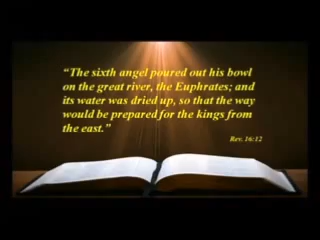 “The sixth angel poured out his bowl
on the great river, the Euphrates; and
its water was dried up, so that the way
would be prepared for the kings from
the east.”
Rev. 16:12